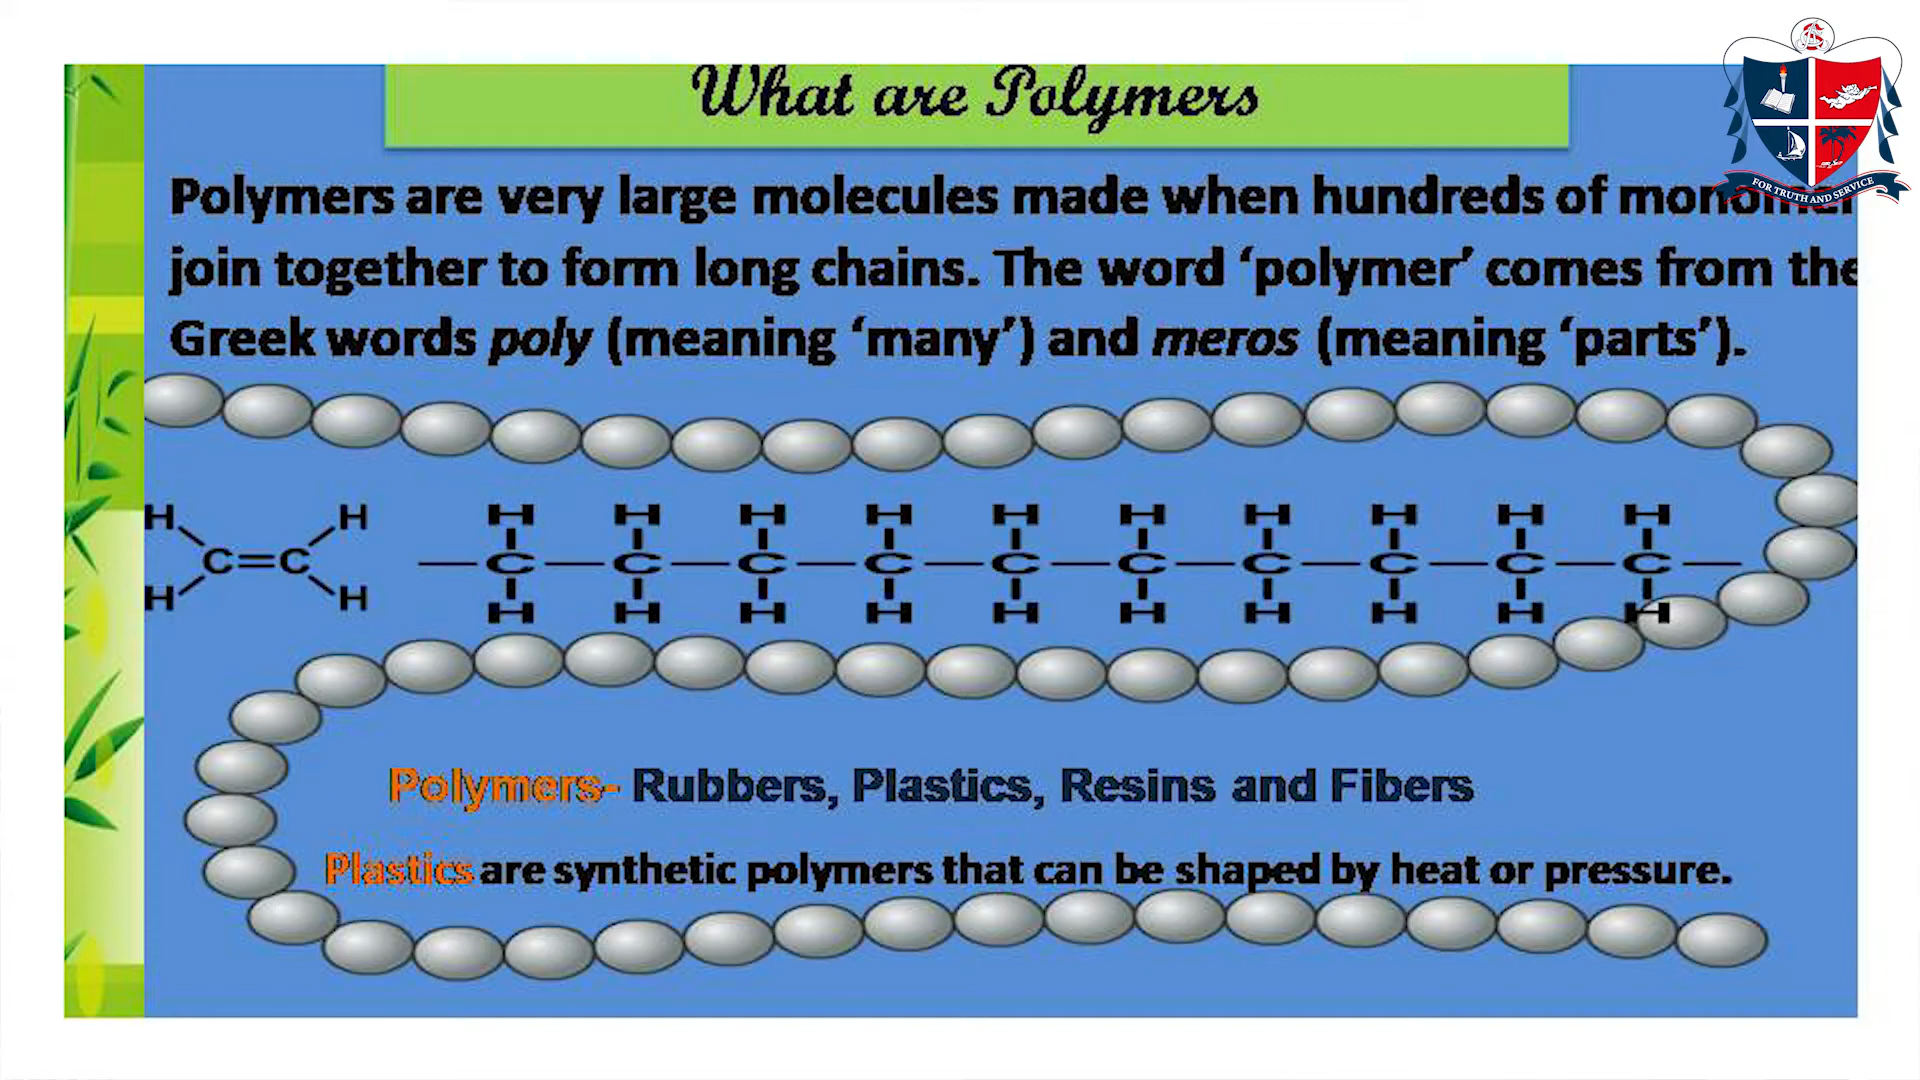 What are Polymers
Polymers are very large molecules made when hundreds of
join together to form long chains. The word ‘polymer’ comes from the
Greek words poly (meaning ‘many’) and meros (meaning ‘parts’).
H H H H H H H H H H H H
C=C —C—C—C—C—C—C—C—C—C—C—
H H H H H H H H H H H H
Polymers- Rubbers, Plastics, Resins and Fibers
Plastics are synthetic polymers that can be shaped by heat or pressure.
FOR TRUTH AND SERVICE